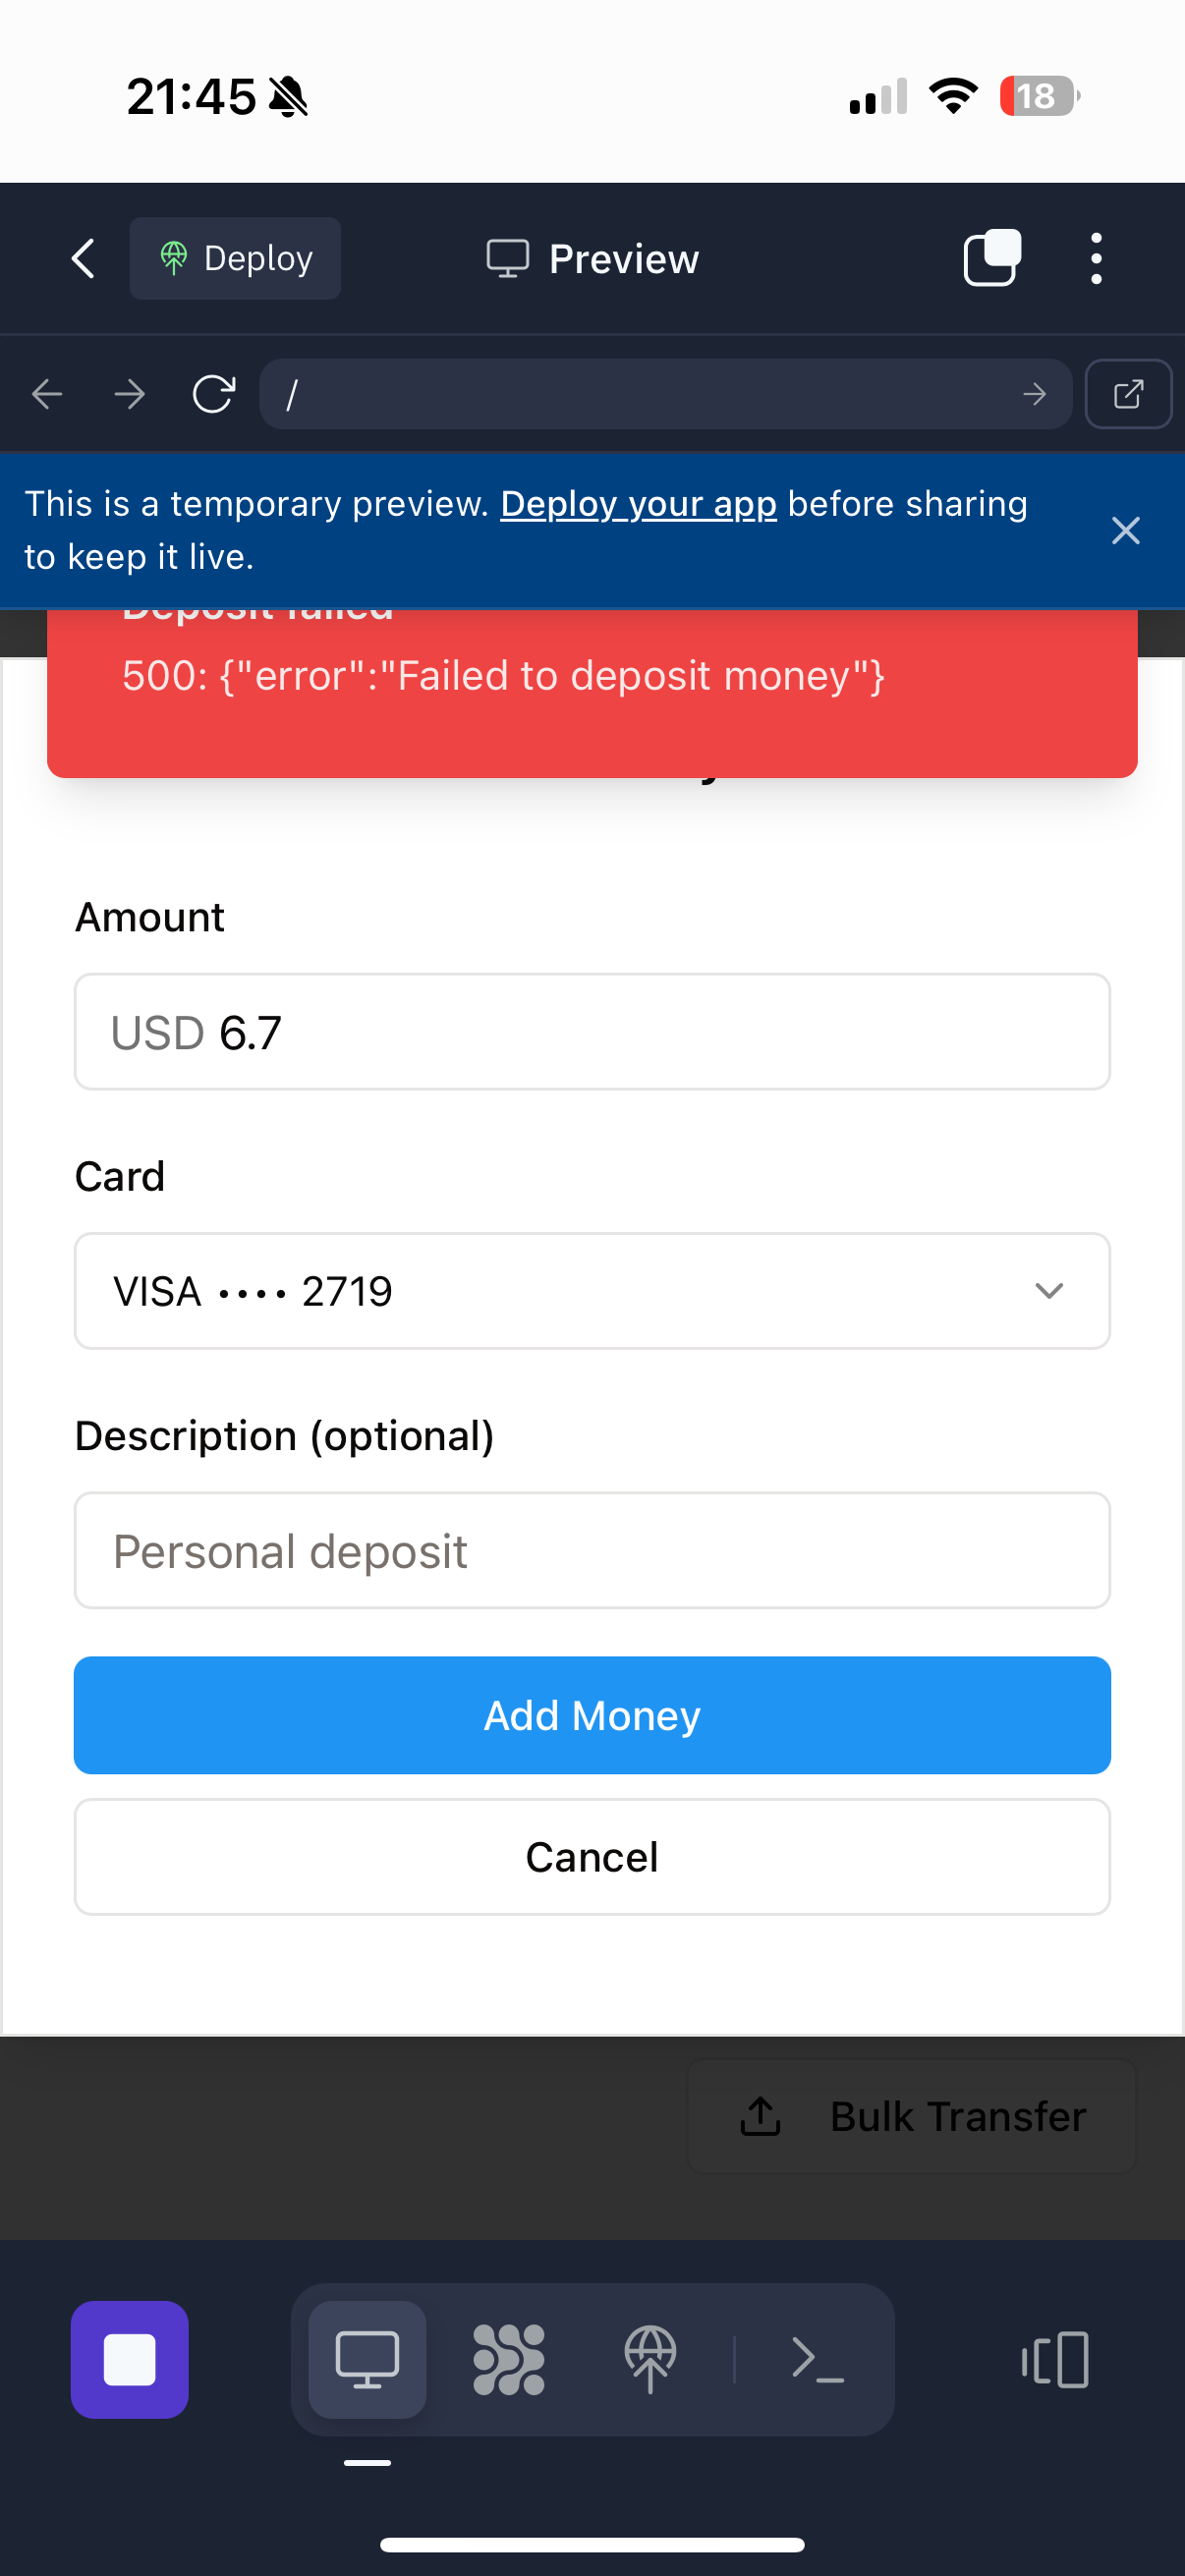 21:45
18
Deploy
Preview
/
This is a temporary preview. Deploy your app before sharing
to keep it live.
Deposit failed
500: {"error":"Failed to deposit money"}
Amount
USD 6.7
Card
VISA •••• 2719
Description (optional)
Personal deposit
Add Money
Cancel
Bulk Transfer